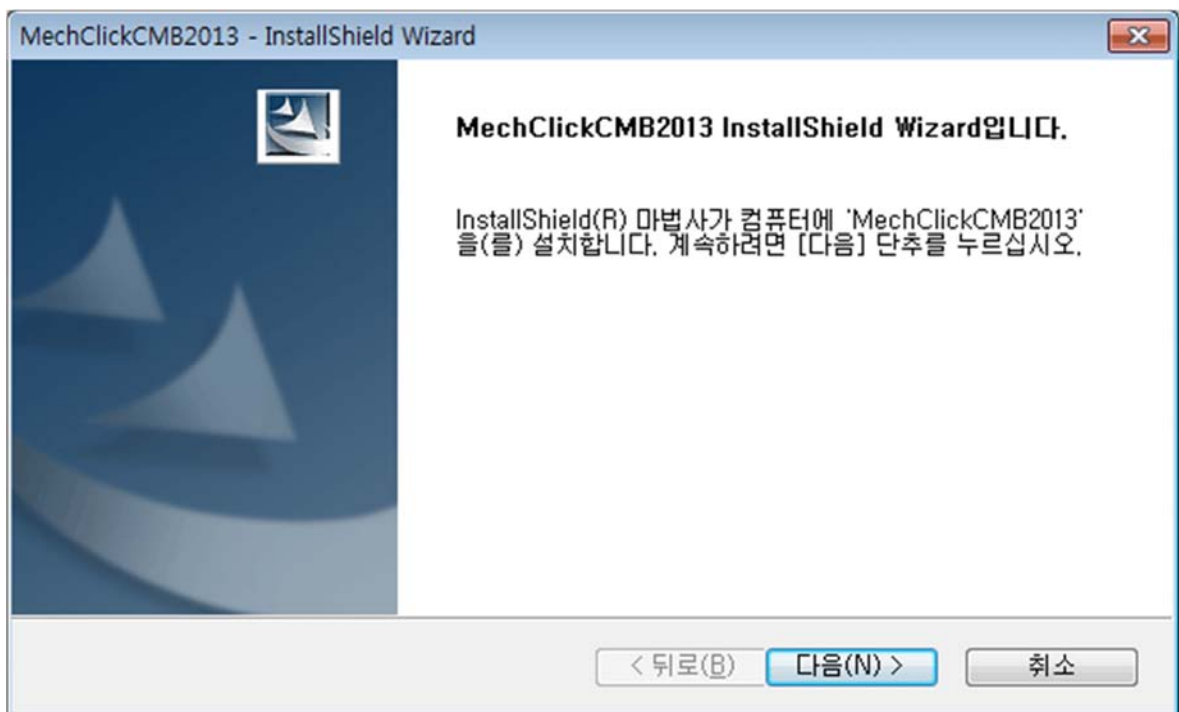 MechClickCMB2013 - InstallShield Wizard
MechClickCMB2013 InstallShield Wizard입니다.
InstallShield(R) 마법사가 컴퓨터에 'MechClickCMB2013'
을(를) 설치합니다. 계속하려면 [다음] 단추를 누르십시오.
< 뒤로(B) 다음(N) > 취소